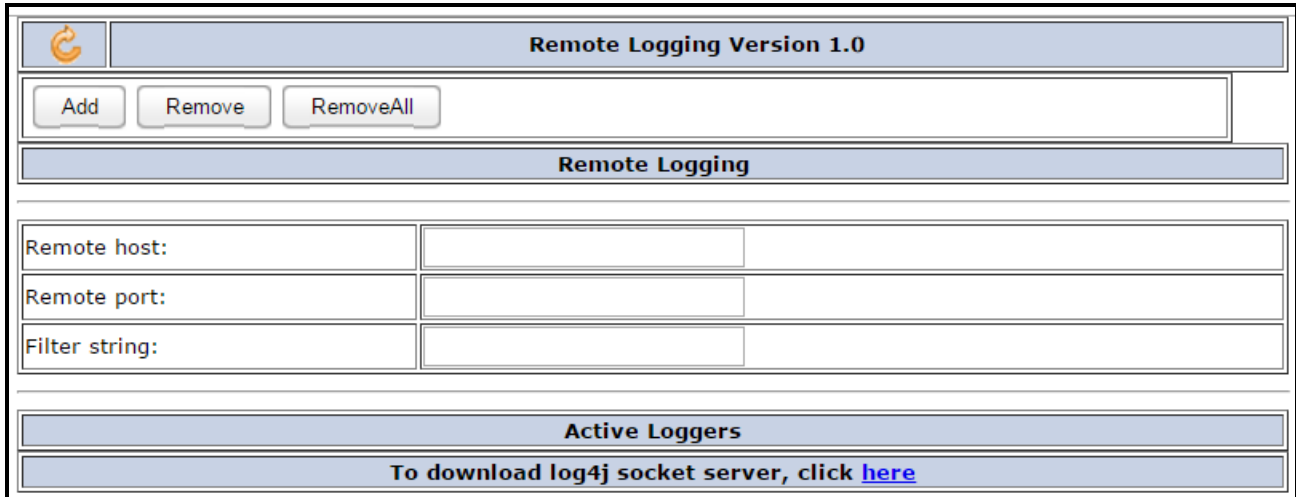 Remote Logging Version 1.0
Add Remove RemoveAll
Remote Logging
Remote host:
Remote port:
Filter string:
Active Loggers
To download log4j socket server, click here